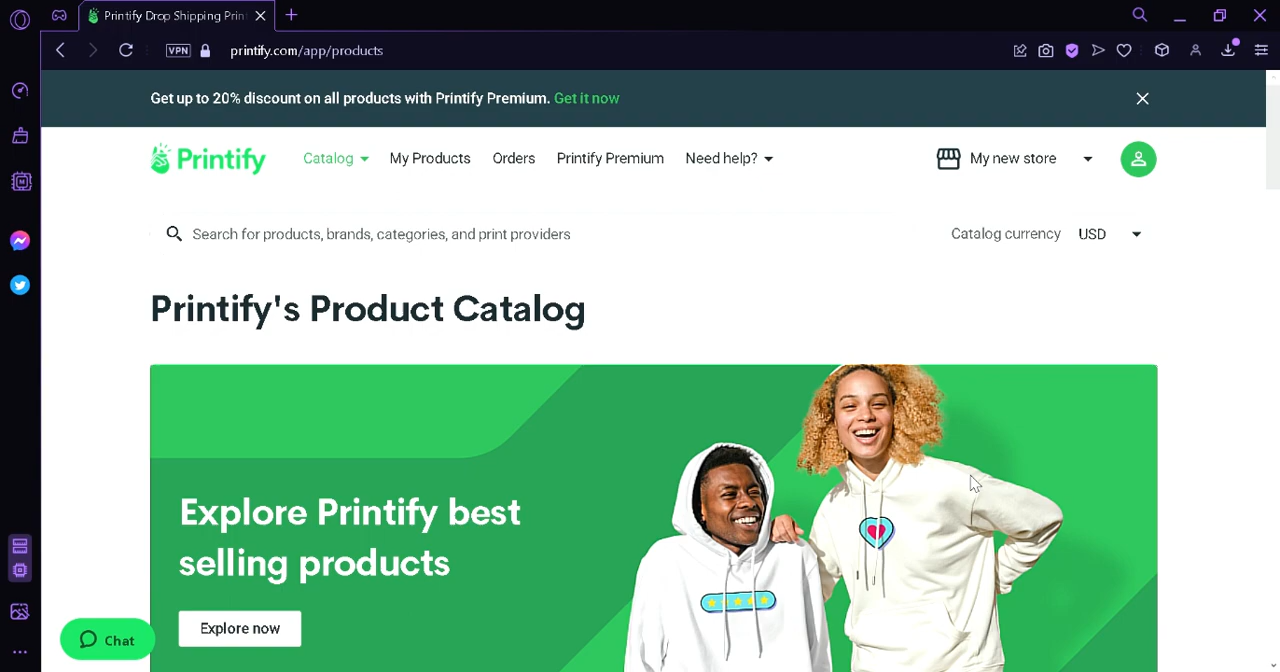 Printify Drop Shipping Print
VPN printify.com/app/products
Get up to 20% discount on all products with Printify Premium. Get it now
Printify Catalog My Products Orders Printify Premium Need help? My new store
Search for products, brands, categories, and print providers Catalog currency USD
Printify's Product Catalog
Explore Printify best
selling products
Explore now
Chat